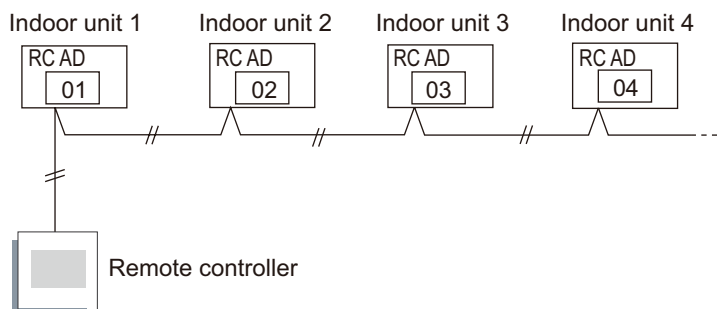 Indoor unit 1 Indoor unit 2 Indoor unit 3 Indoor unit 4
RC AD RC AD RC AD RC AD
01 02 03 04
Remote controller